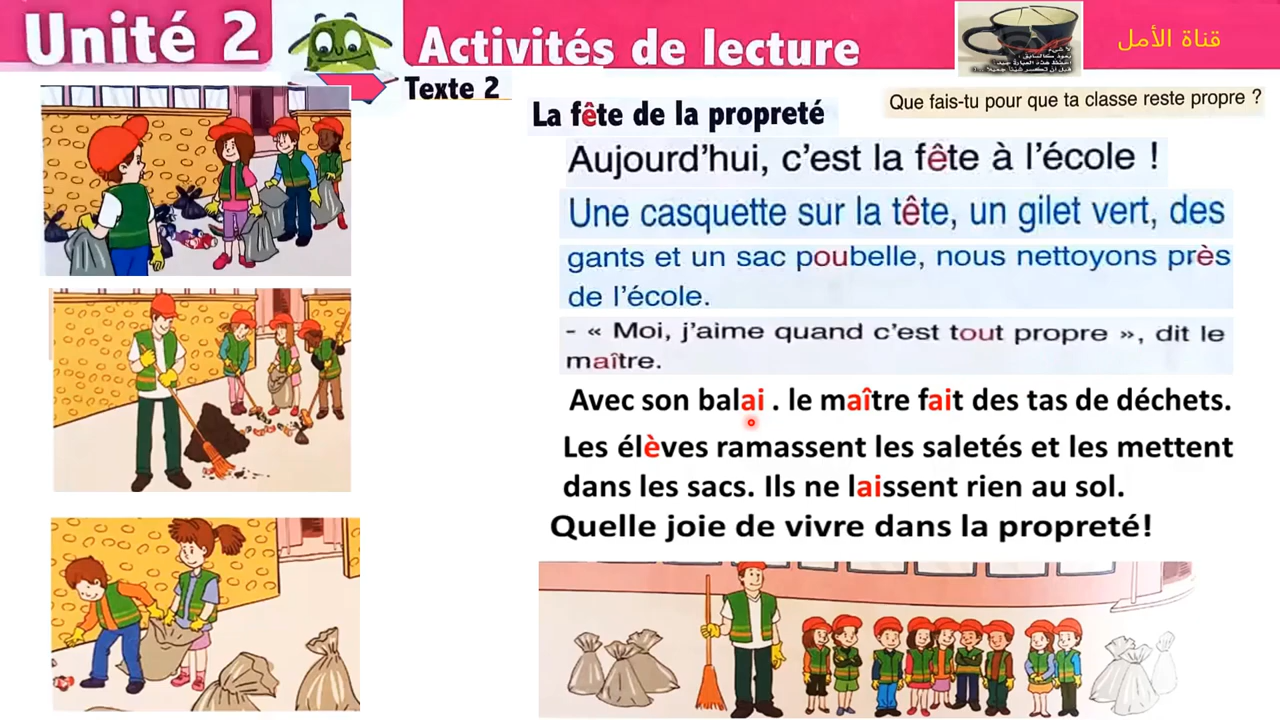 Unité 2
Activités de lecture
قناة الأمل
Texte 2
La fête de la propreté
Que fais-tu pour que ta classe reste propre ?
Aujourd’hui, c’est la fête à l’école !
Une casquette sur la tête, un gilet vert, des
gants et un sac poubelle, nous nettoyons près
de l’école.
- « Moi, j’aime quand c’est tout propre », dit le
maître.
Avec son balai . le maître fait des tas de déchets.
Les élèves ramassent les saletés et les mettent
dans les sacs. Ils ne laissent rien au sol.
Quelle joie de vivre dans la propreté!